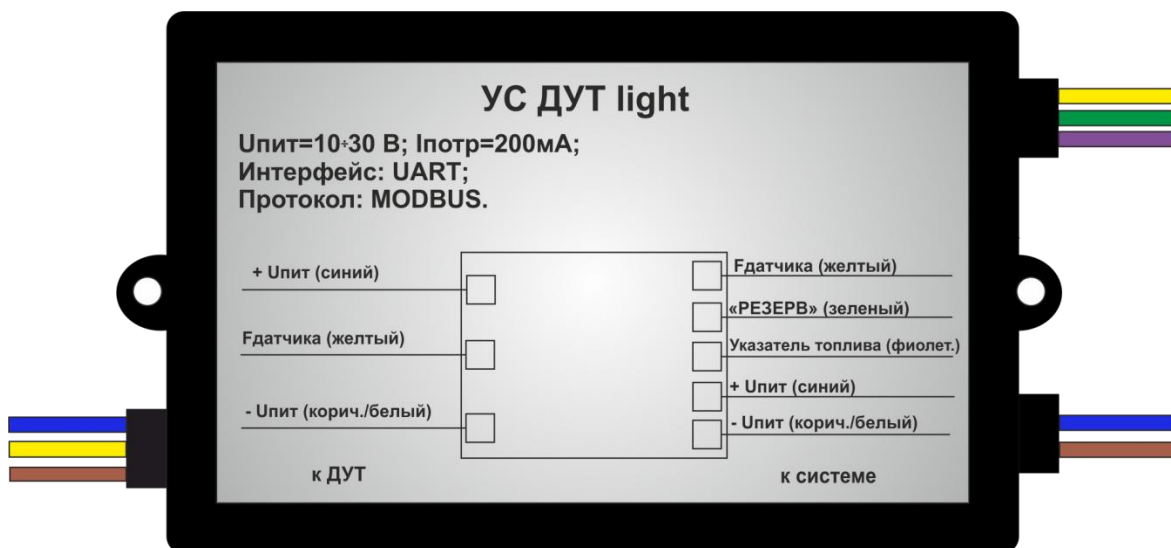 УС ДУТ light
Uпит=10÷30 В; Iпотр=200мА;
Интерфейс: UART;
Протокол: MODBUS.
+ Uпит (синий)
Fдатчика (желтый)
- Uпит (корич./белый)
к ДУТ
Fдатчика (желтый)
«РЕЗЕРВ» (зеленый)
Указатель топлива (фиолет.)
+ Uпит (синий)
- Uпит (корич./белый)
к системе